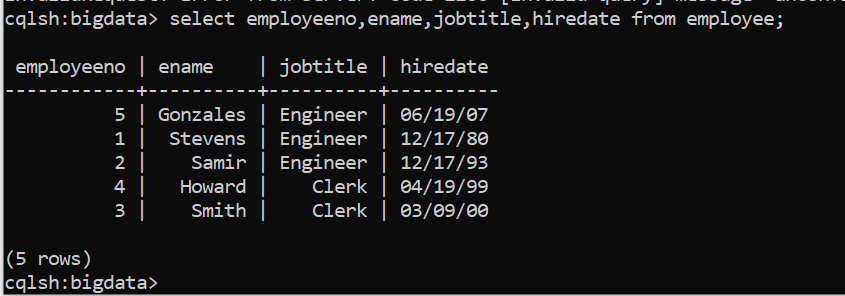 cqlsh:bigdata> select employeeno,ename,jobtitle,hiredate from employee;
employeeno | ename | jobtitle | hiredate
------------+----------+----------+----------
5 | Gonzales | Engineer | 06/19/07
1 | Stevens | Engineer | 12/17/80
2 | Samir | Engineer | 12/17/93
4 | Howard | Clerk | 04/19/99
3 | Smith | Clerk | 03/09/00
(5 rows)
cqlsh:bigdata>